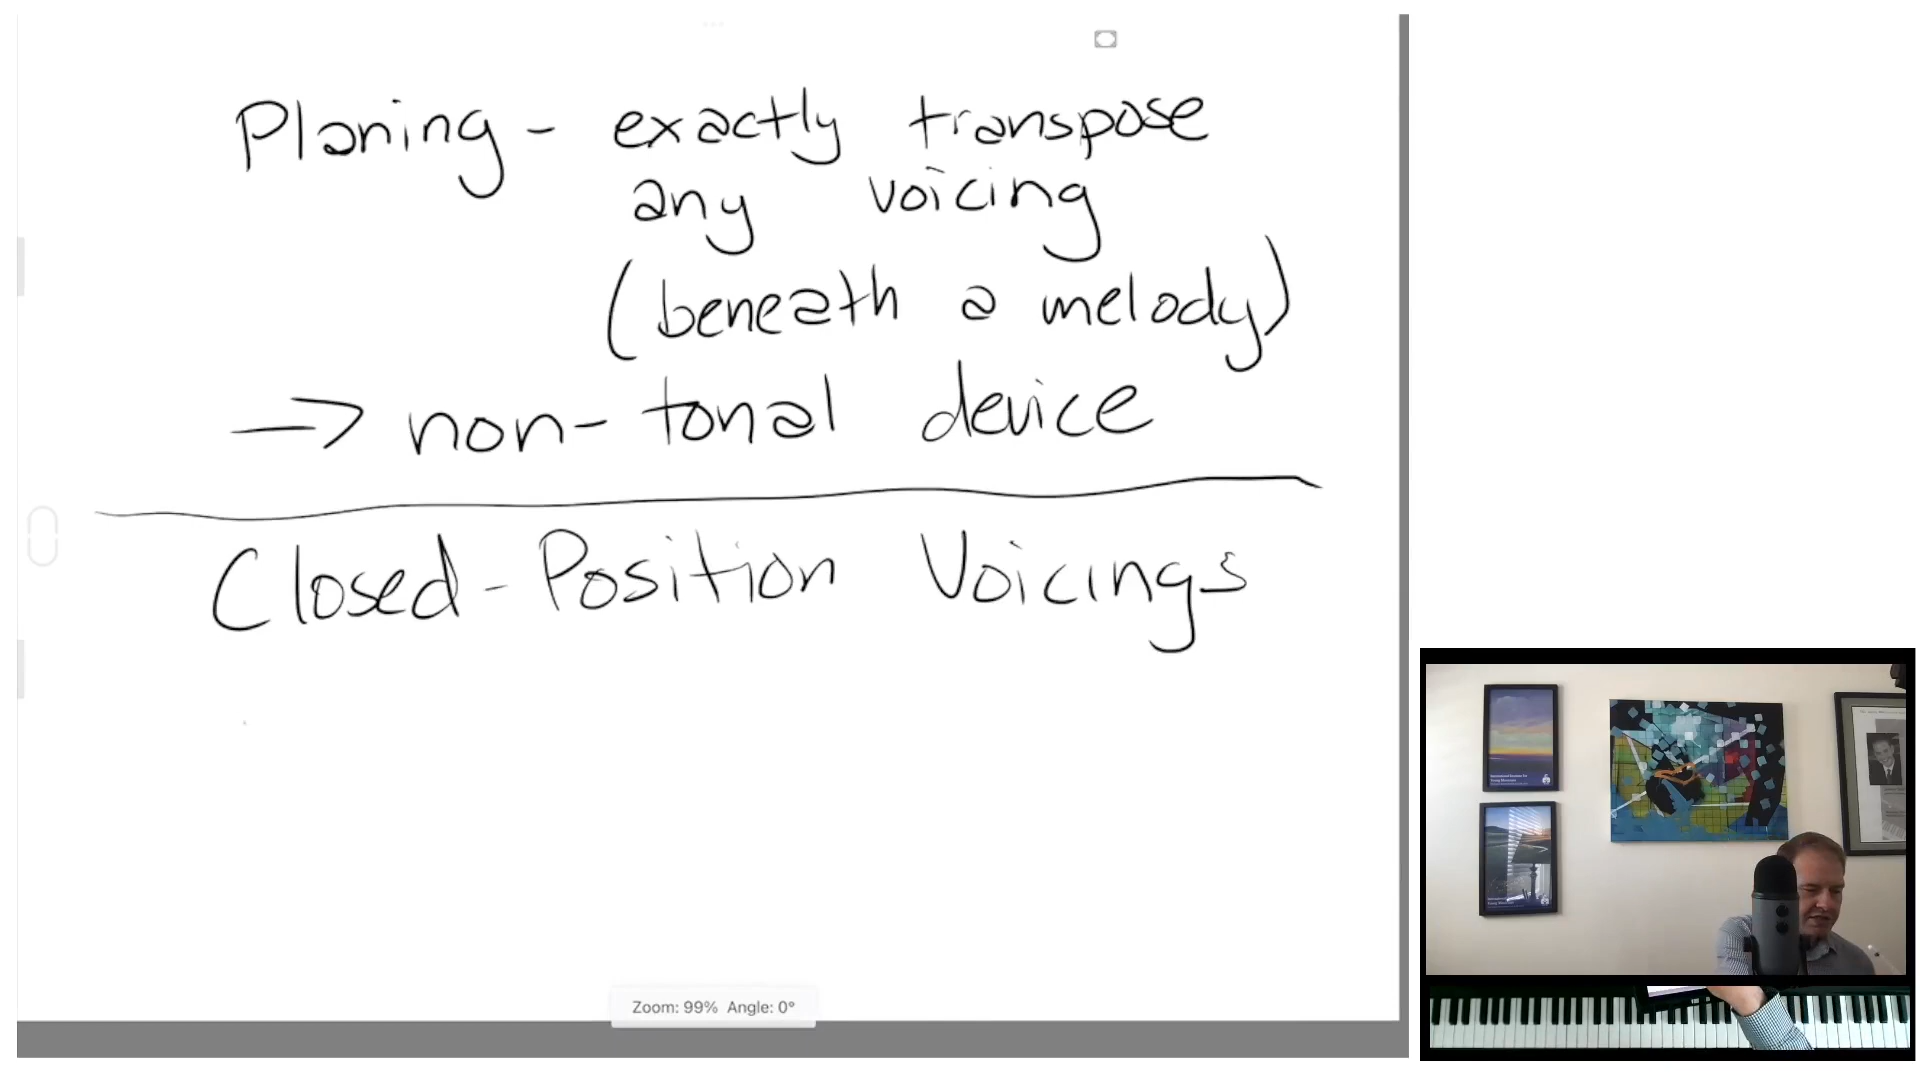 Planing - exactly transpose
any voicing
(beneath a melody)
→ non-tonal device
Closed-Position Voicings
Zoom: 99% Angle: 0°